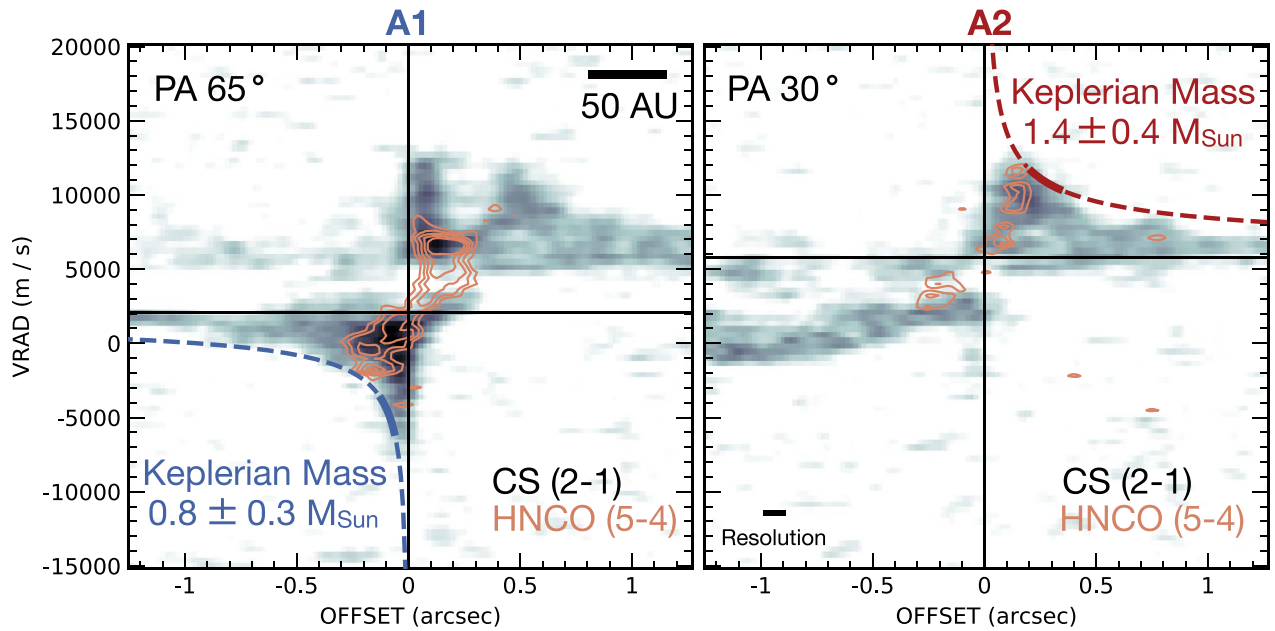 A1
A2
20000
15000
10000
5000
0
-5000
-10000
-15000
VRAD (m / s)
PA 65°
50 AU
Keplerian Mass
0.8 ± 0.3 MSun
CS (2-1)
HNCO (5-4)
-1
-0.5
0
0.5
1
OFFSET (arcsec)
PA 30°
Keplerian Mass
1.4 ± 0.4 MSun
CS (2-1)
HNCO (5-4)
Resolution
-1
-0.5
0
0.5
1
OFFSET (arcsec)